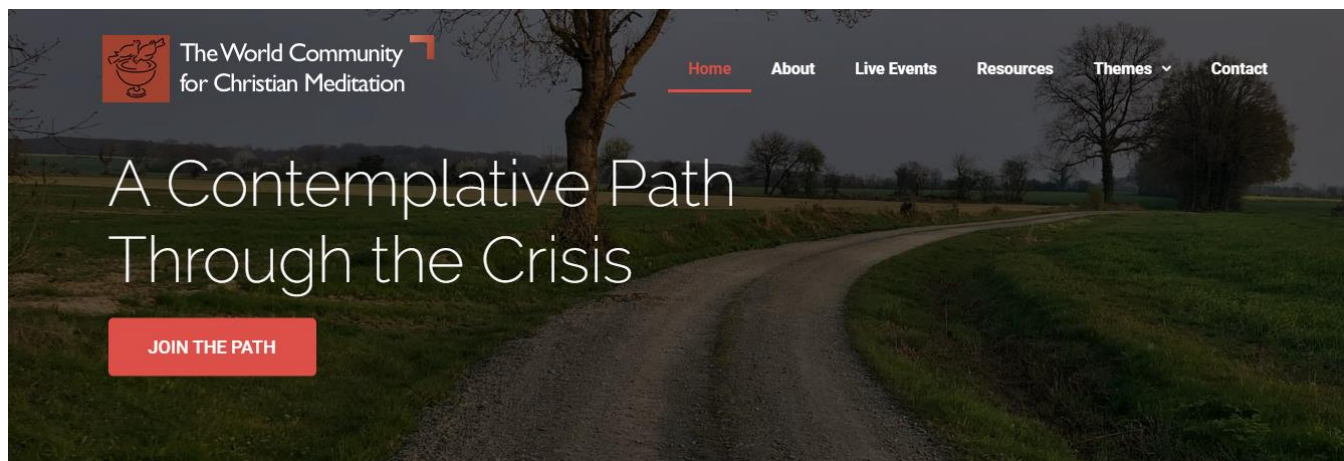 The World Community
for Christian Meditation
Home About Live Events Resources Themes Contact
A Contemplative Path
Through the Crisis
JOIN THE PATH